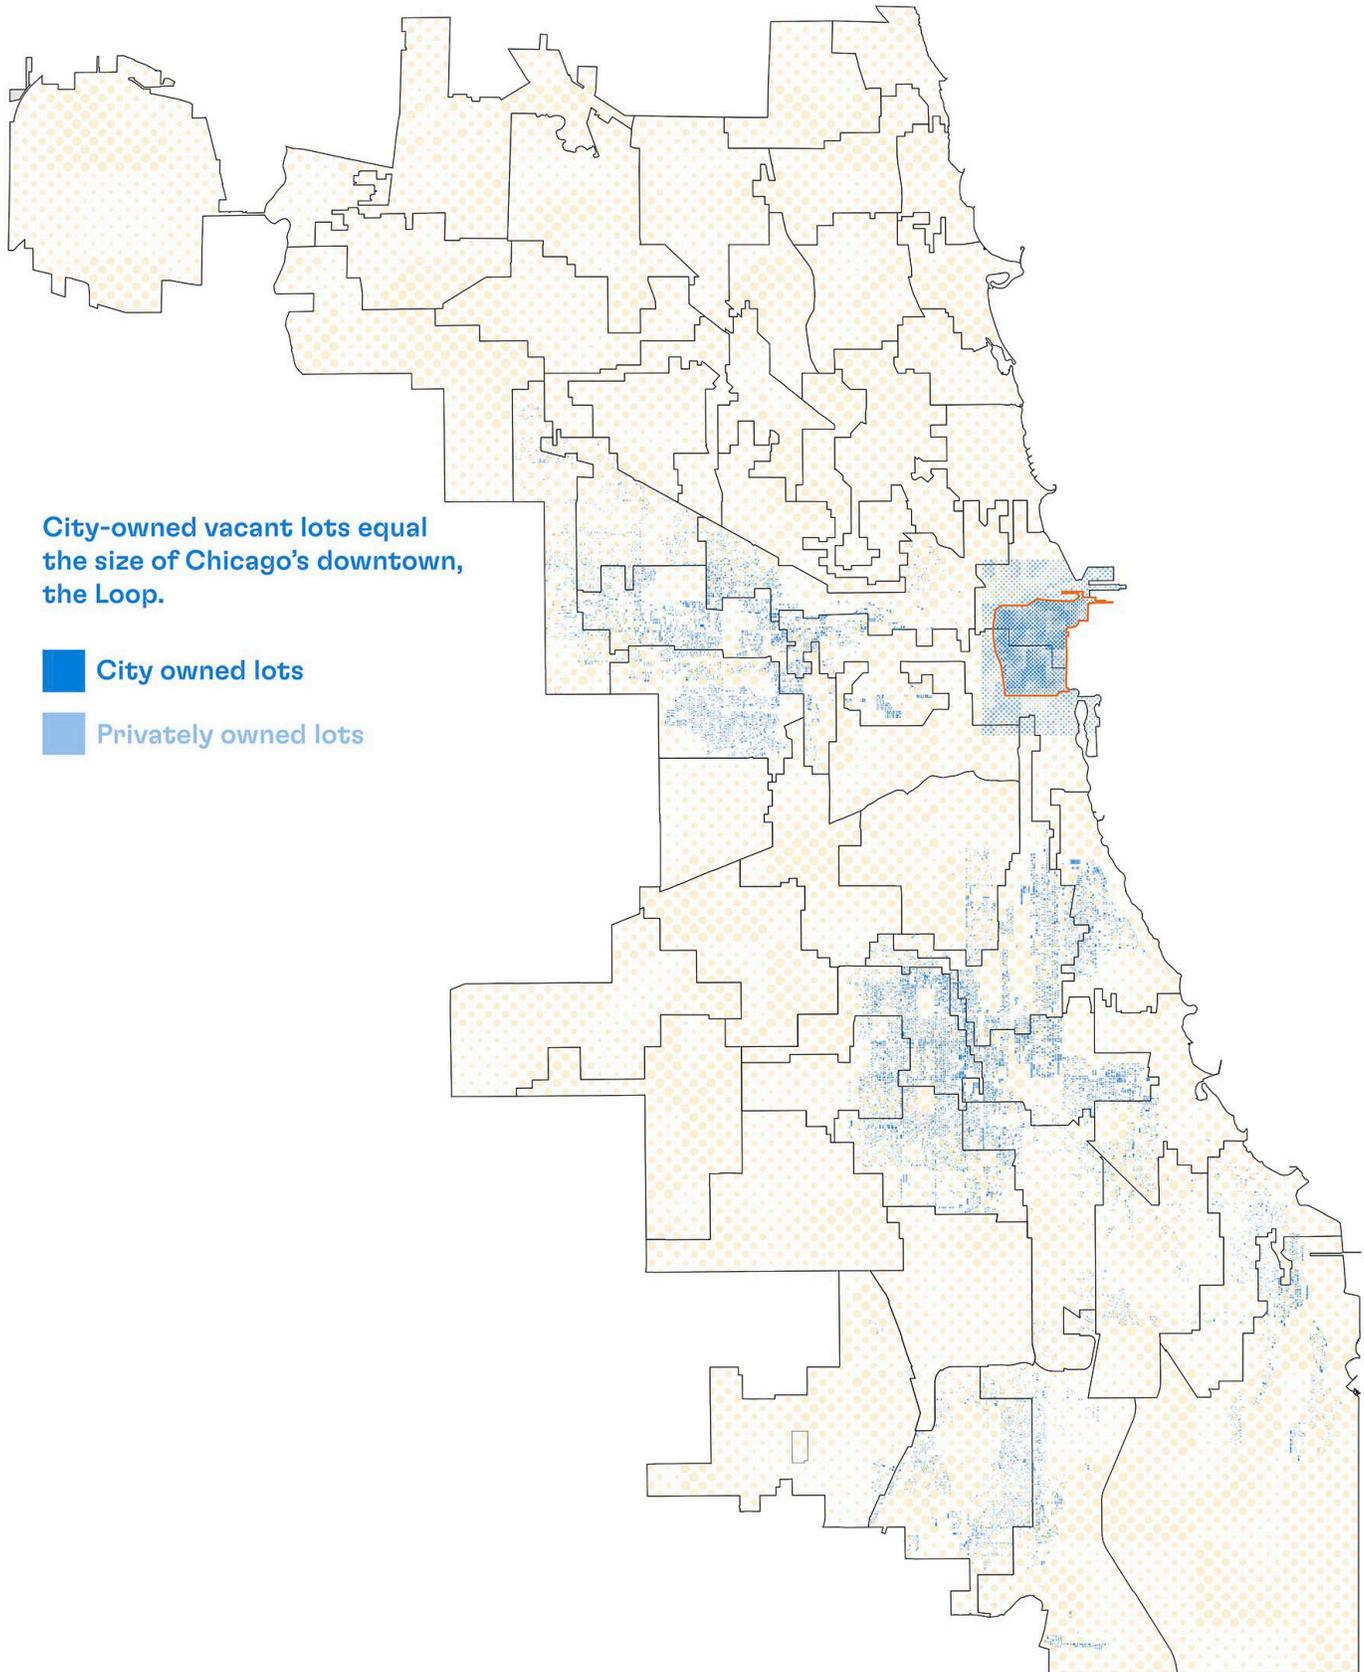 City-owned vacant lots equal
the size of Chicago’s downtown,
the Loop.
City owned lots
Privately owned lots